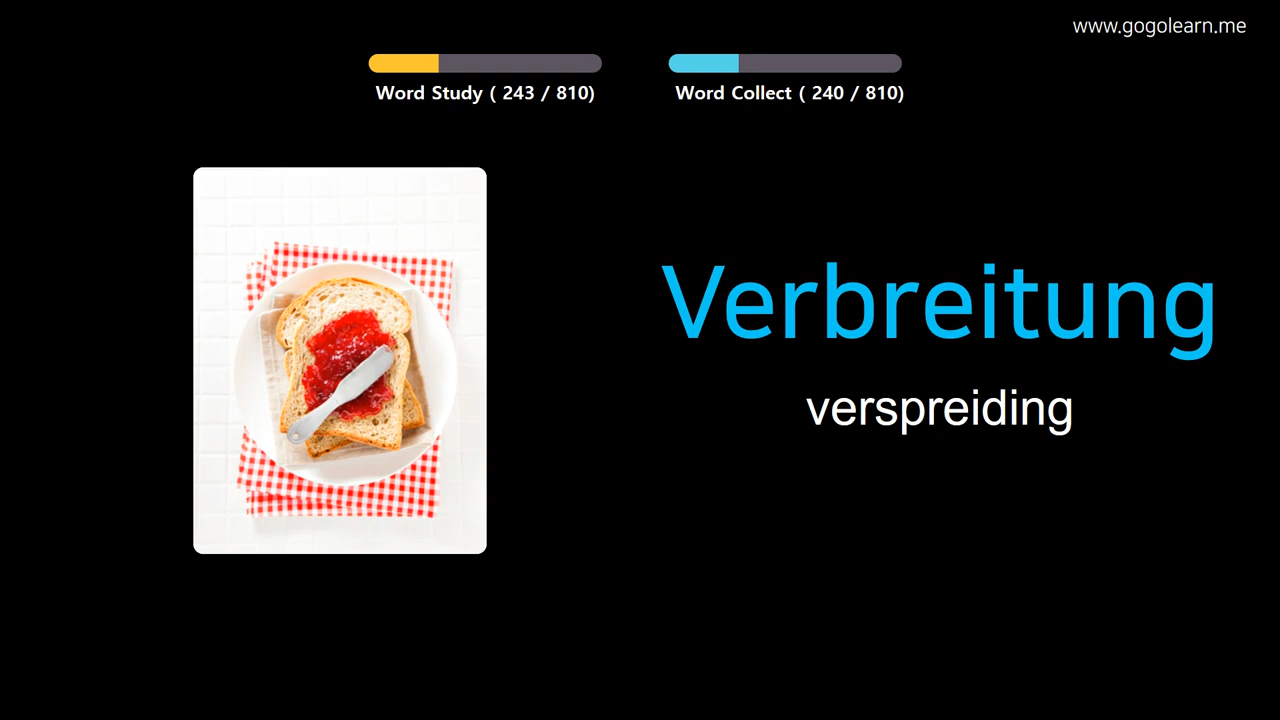 www.gogolearn.me
Word Study ( 243 / 810)
Word Collect ( 240 / 810)
Verbreitung
verspreiding